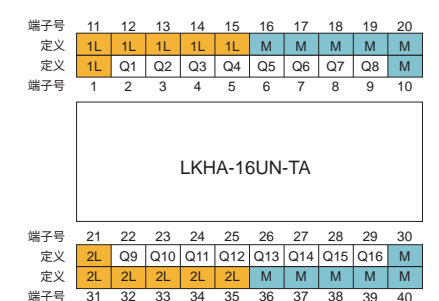 端子号 11 12 13 14 15 16 17 18 19 20
定义 1L 1L 1L 1L 1L M M M M M
定义 1L Q1 Q2 Q3 Q4 Q5 Q6 Q7 Q8 M
端子号 1 2 3 4 5 6 7 8 9 10
LKHA-16UN-TA
端子号 21 22 23 24 25 26 27 28 29 30
定义 2L Q9 Q10 Q11 Q12 Q13 Q14 Q15 Q16 M
定义 2L 2L 2L 2L 2L M M M M M
端子号 31 32 33 34 35 36 37 38 39 40